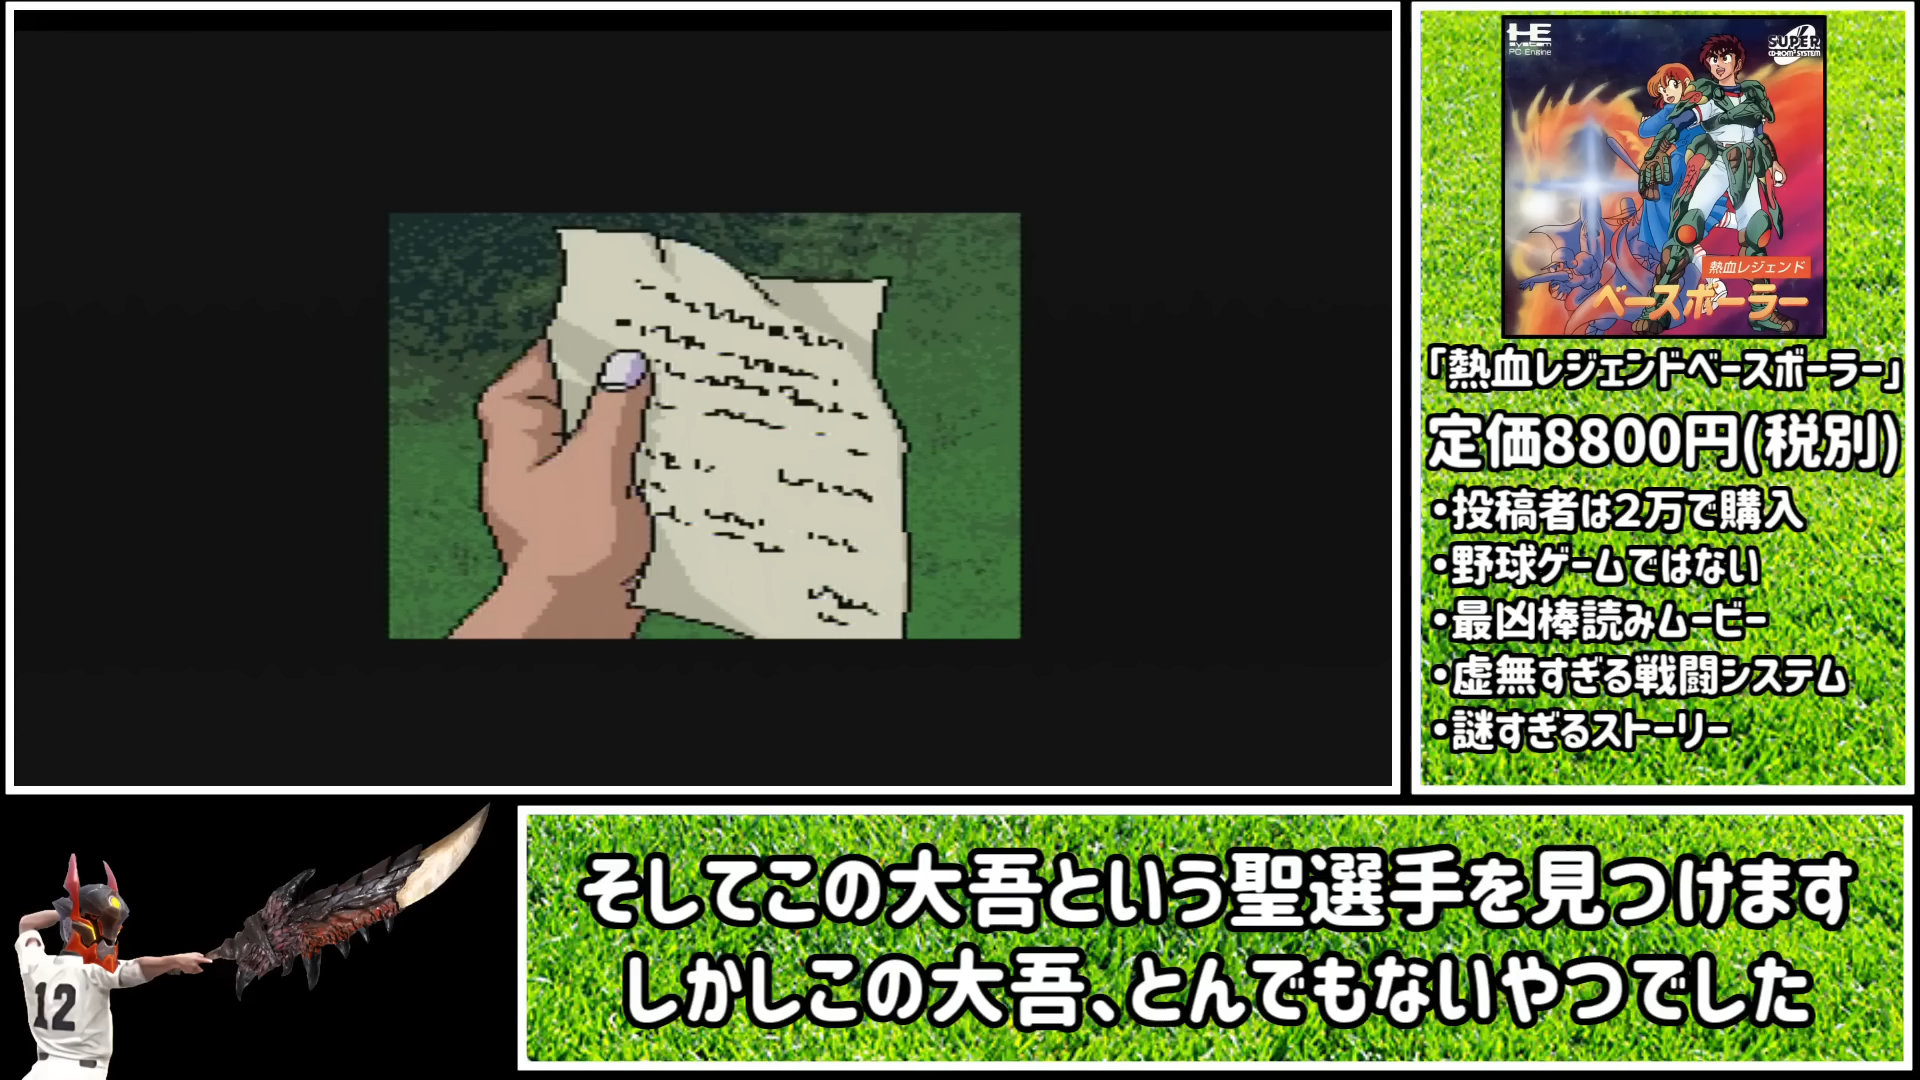 HE
system
PC Engine
SUPER
CD-ROM² SYSTEM
熱血レジェンド
ベースボーラー
「熱血レジェンドベースボーラー」
定価8800円(税別)
・投稿者は2万で購入
・野球ゲームではない
・最凶棒読みムービー
・虚無すぎる戦闘システム
・謎すぎるストーリー
12
そしてこの大吾という聖選手を見つけます
しかしこの大吾、とんでもないやつでした